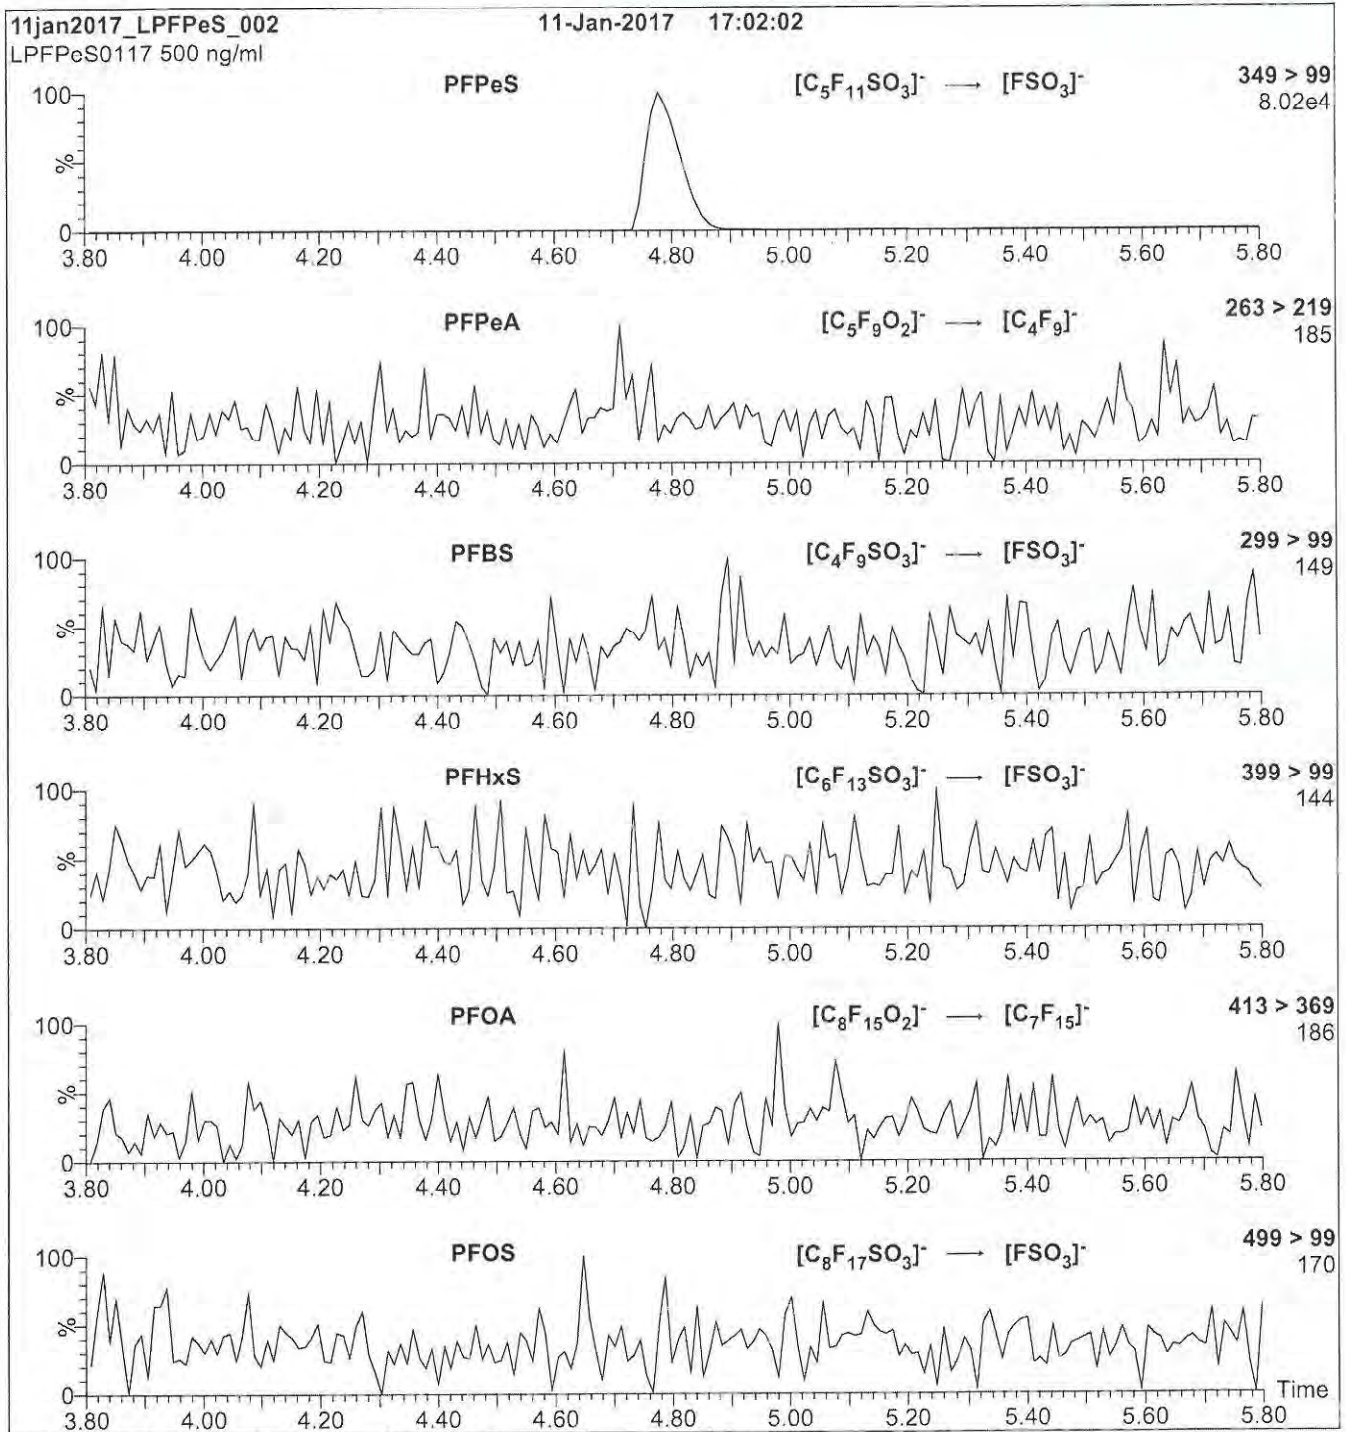 11jan2017_LPFPeS_002 11-Jan-2017 17:02:02
LPFPeS0117 500 ng/ml
PFPeS [C₅F₁₁SO₃]⁻ → [FSO₃]⁻ 349 > 99
8.02e4
100
%
0
3.80 4.00 4.20 4.40 4.60 4.80 5.00 5.20 5.40 5.60 5.80
PFPeA [C₅F₉O₂]⁻ → [C₄F₉]⁻ 263 > 219
185
100
%
0
3.80 4.00 4.20 4.40 4.60 4.80 5.00 5.20 5.40 5.60 5.80
PFBS [C₄F₉SO₃]⁻ → [FSO₃]⁻ 299 > 99
149
100
%
0
3.80 4.00 4.20 4.40 4.60 4.80 5.00 5.20 5.40 5.60 5.80
PFHxS [C₆F₁₃SO₃]⁻ → [FSO₃]⁻ 399 > 99
144
100
%
0
3.80 4.00 4.20 4.40 4.60 4.80 5.00 5.20 5.40 5.60 5.80
PFOA [C₈F₁₅O₂]⁻ → [C₇F₁₅]⁻ 413 > 369
186
100
%
0
3.80 4.00 4.20 4.40 4.60 4.80 5.00 5.20 5.40 5.60 5.80
PFOS [C₈F₁₇SO₃]⁻ → [FSO₃]⁻ 499 > 99
170
100
%
0
Time
3.80 4.00 4.20 4.40 4.60 4.80 5.00 5.20 5.40 5.60 5.80